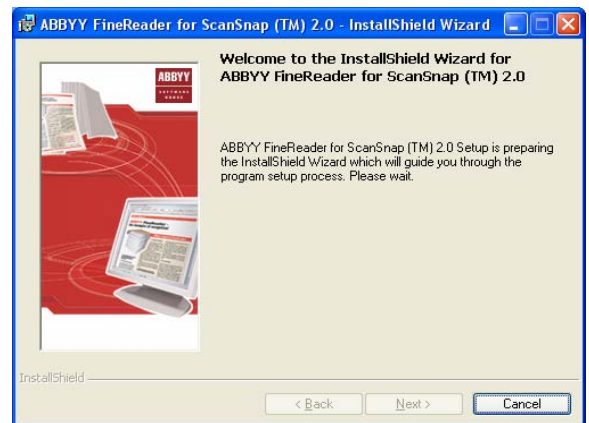 ABBYY FineReader for ScanSnap (TM) 2.0 - InstallShield Wizard
ABBYY
SOFTWARE
HOUSE
Welcome to the InstallShield Wizard for
ABBYY FineReader for ScanSnap (TM) 2.0
ABBYY FineReader for ScanSnap (TM) 2.0 Setup is preparing
the InstallShield Wizard which will guide you through the
program setup process. Please wait.
InstallShield
< Back
Next >
Cancel